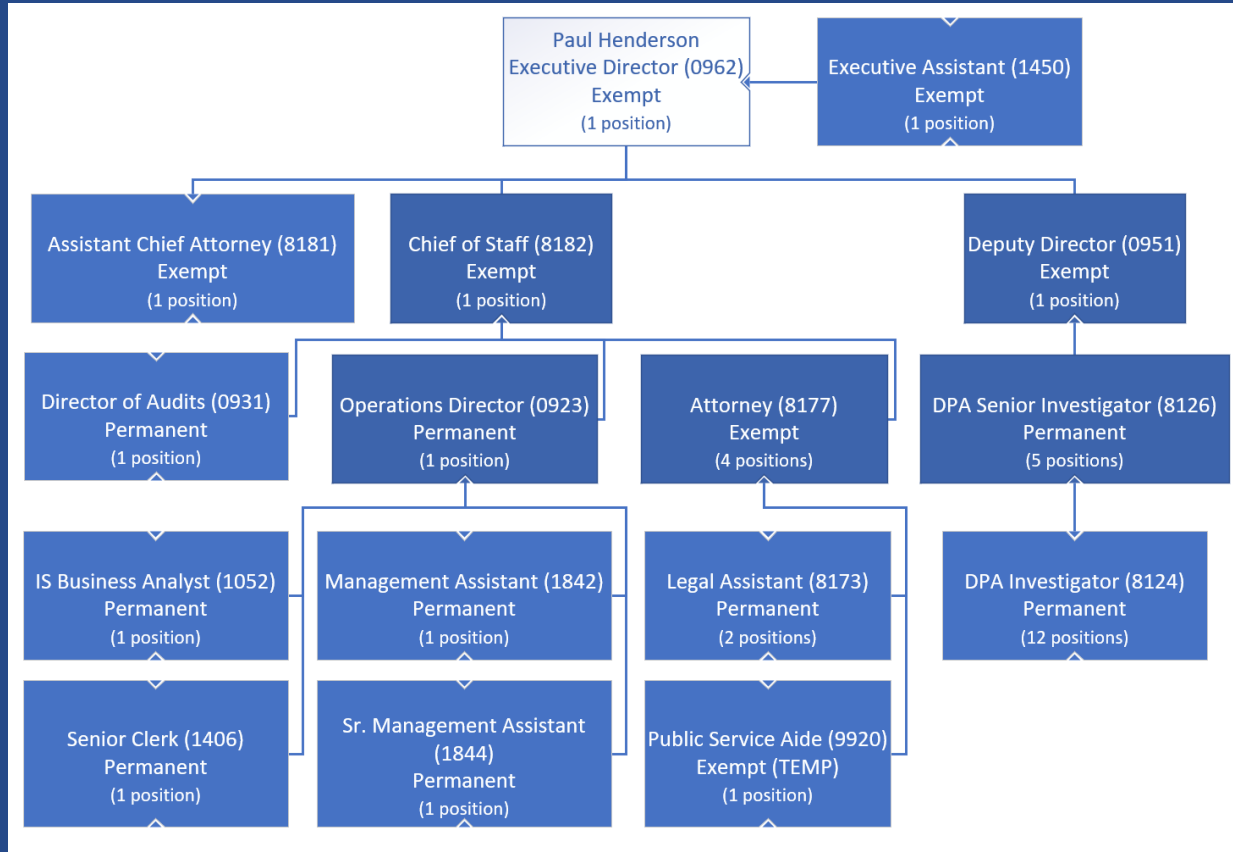 Paul Henderson
Executive Director (0962)
Exempt
(1 position)
Executive Assistant (1450)
Exempt
(1 position)
Assistant Chief Attorney (8181)
Exempt
(1 position)
Chief of Staff (8182)
Exempt
(1 position)
Deputy Director (0951)
Exempt
(1 position)
Director of Audits (0931)
Permanent
(1 position)
Operations Director (0923)
Permanent
(1 position)
Attorney (8177)
Exempt
(4 positions)
DPA Senior Investigator (8126)
Permanent
(5 positions)
IS Business Analyst (1052)
Permanent
(1 position)
Management Assistant (1842)
Permanent
(1 position)
Legal Assistant (8173)
Permanent
(2 positions)
DPA Investigator (8124)
Permanent
(12 positions)
Senior Clerk (1406)
Permanent
(1 position)
Sr. Management Assistant
(1844)
Permanent
(1 position)
Public Service Aide (9920)
Exempt (TEMP)
(1 position)